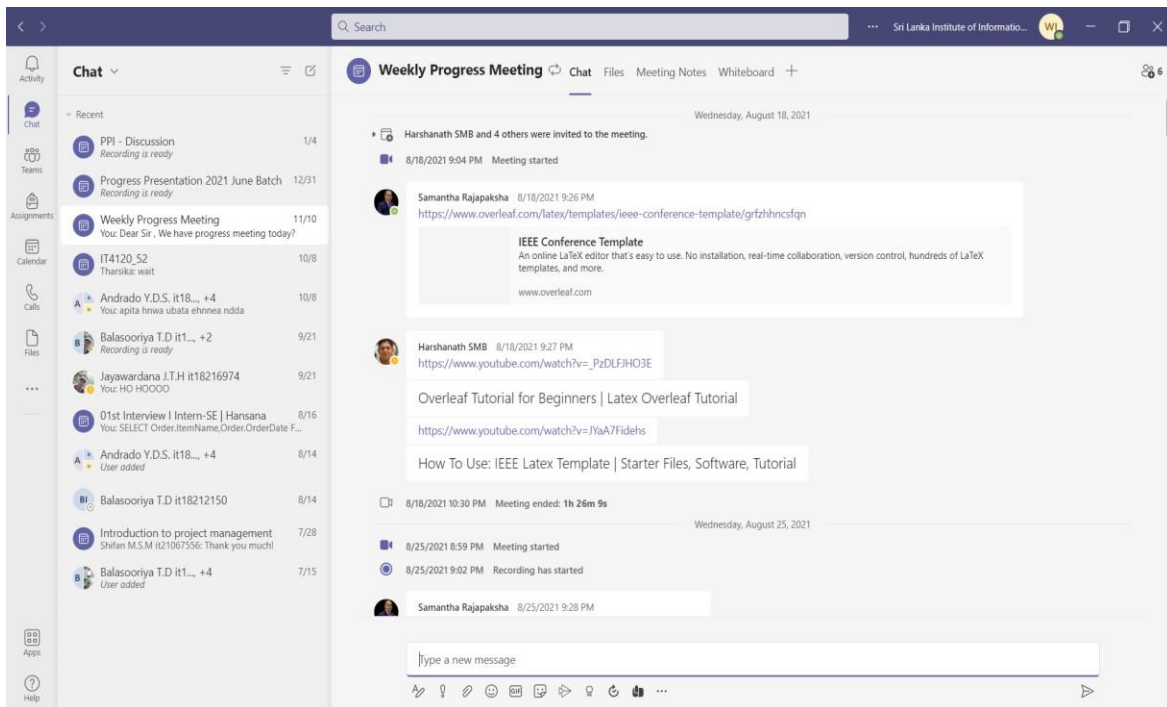 Search
Sri Lanka Institute of Informatio...
WI
Activity
Chat
Teams
Assignments
Calendar
Calls
Files
Apps
Help
Chat
Recent
PPI - Discussion 1/4
Recording is ready
Progress Presentation 2021 June Batch 12/31
Recording is ready
Weekly Progress Meeting 11/10
You: Dear Sir , We have progress meeting today?
IT4120_52 10/8
Tharsika: wait
A
Andrado Y.D.S. it18..., +4 10/8
You: apita hnwa ubata ehnnea ndda
B
Balasooriya T.D it1..., +2 9/21
Recording is ready
Jayawardana J.T.H it18216974 9/21
You: HO HOOOO
01st Interview I Intern-SE | Hansana 8/16
You: SELECT Order.ItemName,Order.OrderDate F...
A
Andrado Y.D.S. it18..., +4 8/14
User added
BI
Balasooriya T.D it18212150 8/14
Introduction to project management 7/28
Shifan M.S.M it21067556: Thank you much!
B
Balasooriya T.D it1..., +4 7/15
User added
Weekly Progress Meeting Chat Files Meeting Notes Whiteboard
6
Wednesday, August 18, 2021
Harshanath SMB and 4 others were invited to the meeting.
8/18/2021 9:04 PM Meeting started
Samantha Rajapaksha 8/18/2021 9:26 PM
https://www.overleaf.com/latex/templates/ieee-conference-template/grfzhhncsfqn
IEEE Conference Template
An online LaTeX editor that's easy to use. No installation, real-time collaboration, version control, hundreds of LaTeX
templates, and more.
www.overleaf.com
Harshanath SMB 8/18/2021 9:27 PM
https://www.youtube.com/watch?v=_PzDLFJHO3E
Overleaf Tutorial for Beginners | Latex Overleaf Tutorial
https://www.youtube.com/watch?v=JYaA7Fidehs
How To Use: IEEE Latex Template | Starter Files, Software, Tutorial
8/18/2021 10:30 PM Meeting ended: 1h 26m 9s
Wednesday, August 25, 2021
8/25/2021 8:59 PM Meeting started
8/25/2021 9:02 PM Recording has started
Samantha Rajapaksha 8/25/2021 9:28 PM
Type a new message
GIF